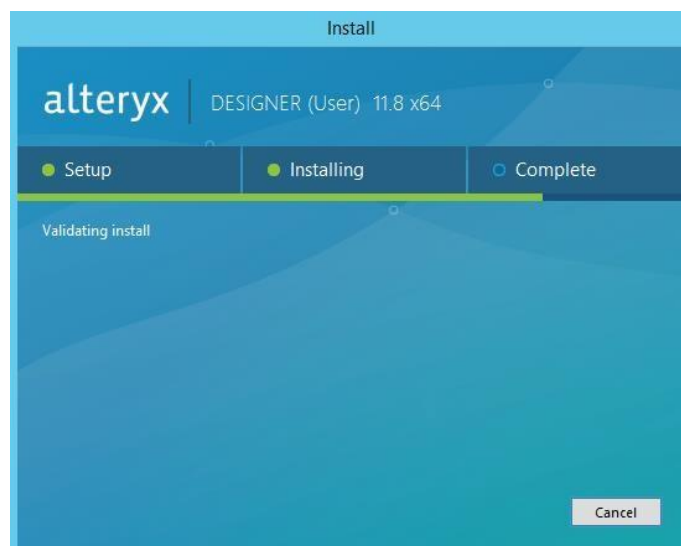 Install
alteryx DESIGNER (User) 11.8 x64
Setup Installing Complete
Validating install
Cancel